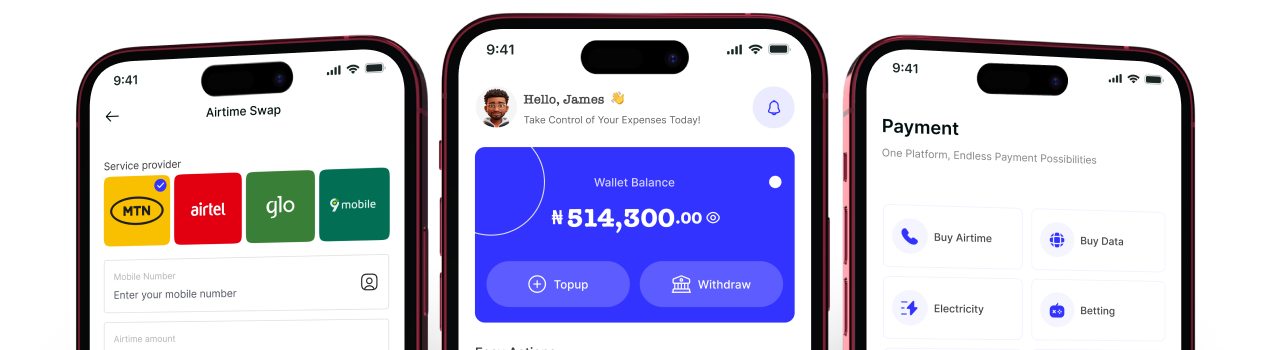 9:41
Airtime Swap
Service provider
MTN
airtel
glo
9mobile
Mobile Number
Enter your mobile number
Airtime amount
9:41
Hello, James 👋
Take Control of Your Expenses Today!
Wallet Balance
₦514,300.00
Topup
Withdraw
9:41
Payment
One Platform, Endless Payment Possibilities
Buy Airtime
Buy Data
Electricity
Betting